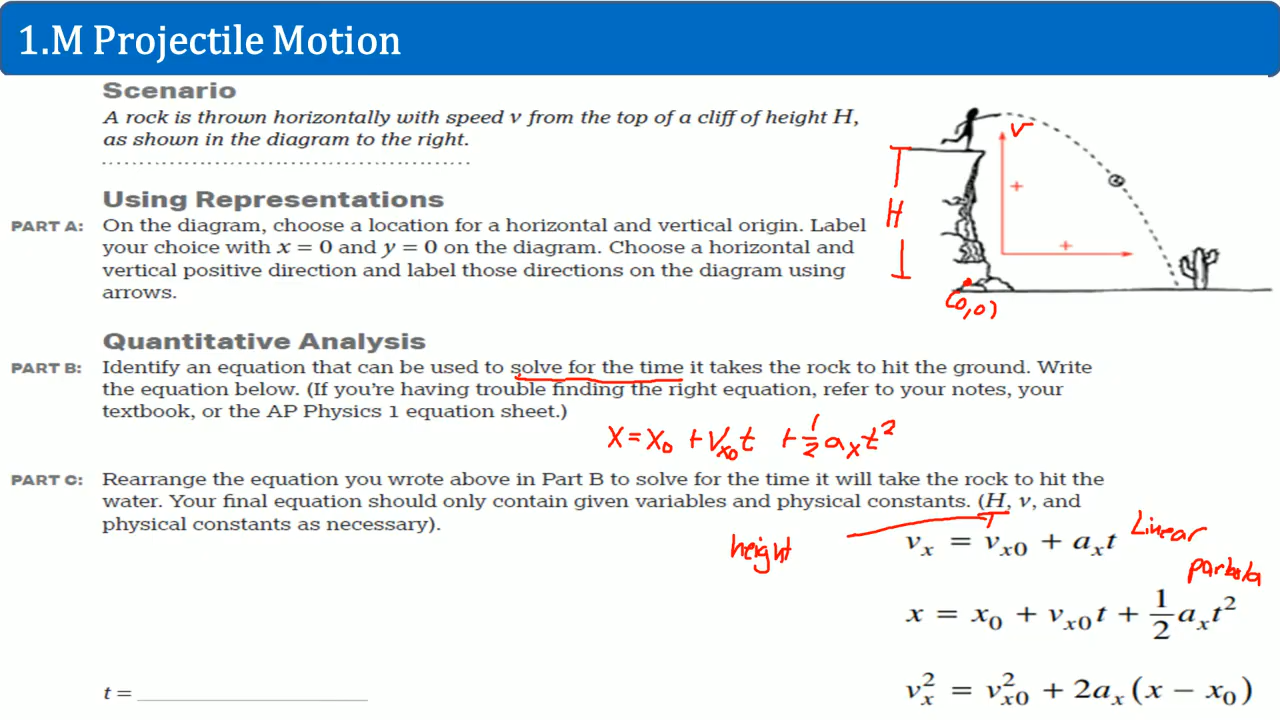 1.M Projectile Motion
Scenario
A rock is thrown horizontally with speed v from the top of a cliff of height H,
as shown in the diagram to the right.
Using Representations
PART A: On the diagram, choose a location for a horizontal and vertical origin. Label
your choice with x = 0 and y = 0 on the diagram. Choose a horizontal and
vertical positive direction and label those directions on the diagram using
arrows.
v
+
H
+
(0,0)
Quantitative Analysis
PART B: Identify an equation that can be used to solve for the time it takes the rock to hit the ground. Write
the equation below. (If you're having trouble finding the right equation, refer to your notes, your
textbook, or the AP Physics 1 equation sheet.)
x = x₀ + vₓ₀t + ½aₓt²
PART C: Rearrange the equation you wrote above in Part B to solve for the time it will take the rock to hit the
water. Your final equation should only contain given variables and physical constants. (H, v, and
physical constants as necessary).
height
vₓ = vₓ₀ + aₓt Linear
parbola
x = x₀ + vₓ₀t + ½aₓt²
vₓ² = vₓ₀² + 2aₓ(x − x₀)
t =